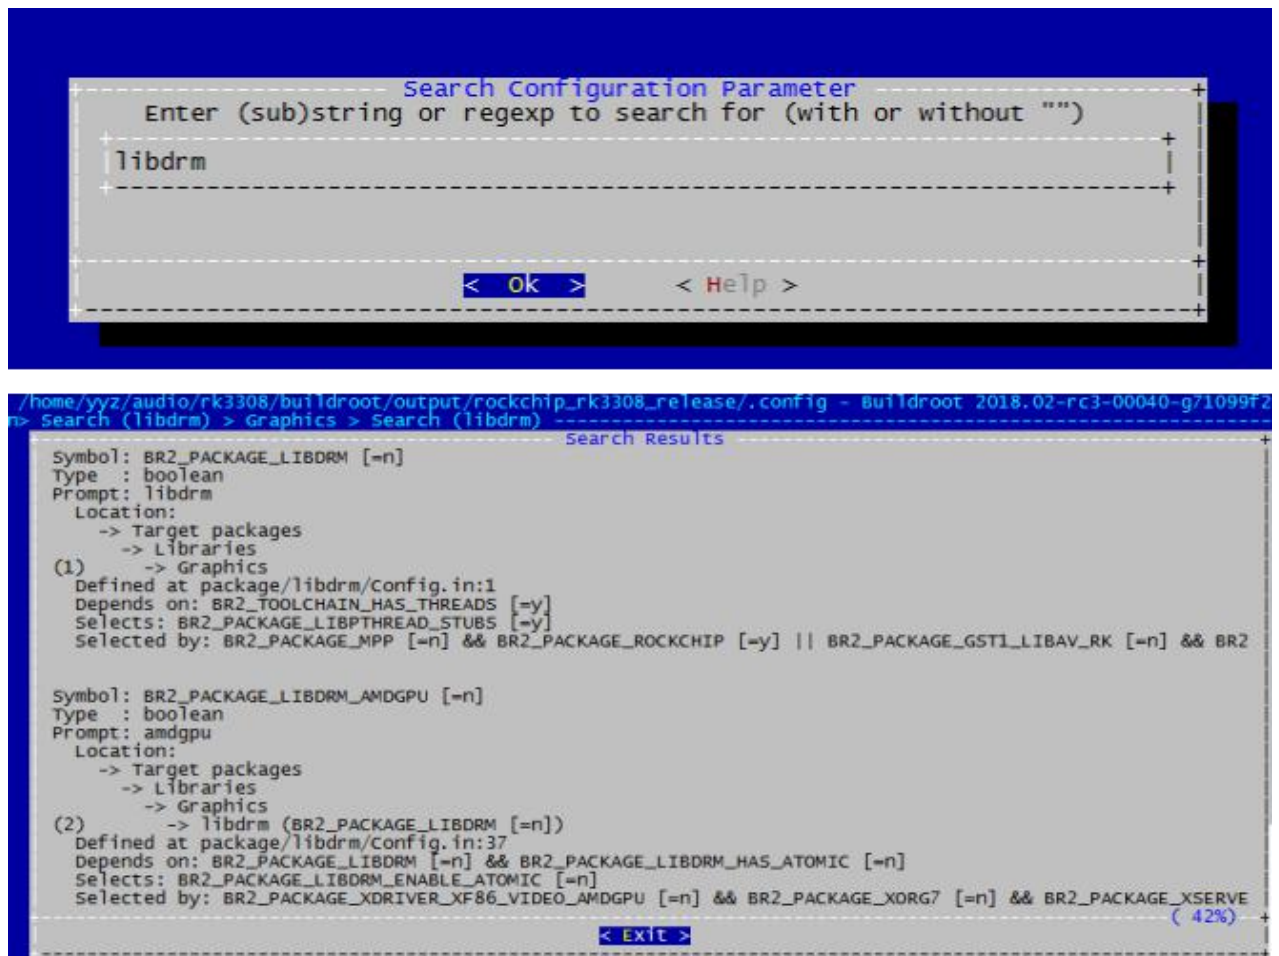 Search Configuration Parameter
Enter (sub)string or regexp to search for (with or without "")
libdrm
< Ok > < Help >
/home/yyz/audio/rk3308/buildroot/output/rockchip_rk3308_release/.config - Buildroot 2018.02-rc3-00040-g71099f2
n> Search (libdrm) > Graphics > Search (libdrm)
Search Results
Symbol: BR2_PACKAGE_LIBDRM [=n]
Type : boolean
Prompt: libdrm
Location:
-> Target packages
-> Libraries
(1) -> Graphics
Defined at package/libdrm/Config.in:1
Depends on: BR2_TOOLCHAIN_HAS_THREADS [=y]
Selects: BR2_PACKAGE_LIBPTHREAD_STUBS [=y]
Selected by: BR2_PACKAGE_MPP [=n] && BR2_PACKAGE_ROCKCHIP [=y] || BR2_PACKAGE_GST1_LIBAV_RK [=n] && BR2
Symbol: BR2_PACKAGE_LIBDRM_AMDGPU [=n]
Type : boolean
Prompt: amdgpu
Location:
-> Target packages
-> Libraries
-> Graphics
(2) -> libdrm (BR2_PACKAGE_LIBDRM [=n])
Defined at package/libdrm/Config.in:37
Depends on: BR2_PACKAGE_LIBDRM [=n] && BR2_PACKAGE_LIBDRM_HAS_ATOMIC [=n]
Selects: BR2_PACKAGE_LIBDRM_ENABLE_ATOMIC [=n]
Selected by: BR2_PACKAGE_XDRIVER_XF86_VIDEO_AMDGPU [=n] && BR2_PACKAGE_XORG7 [=n] && BR2_PACKAGE_XSERVE
( 42%)
< Exit >